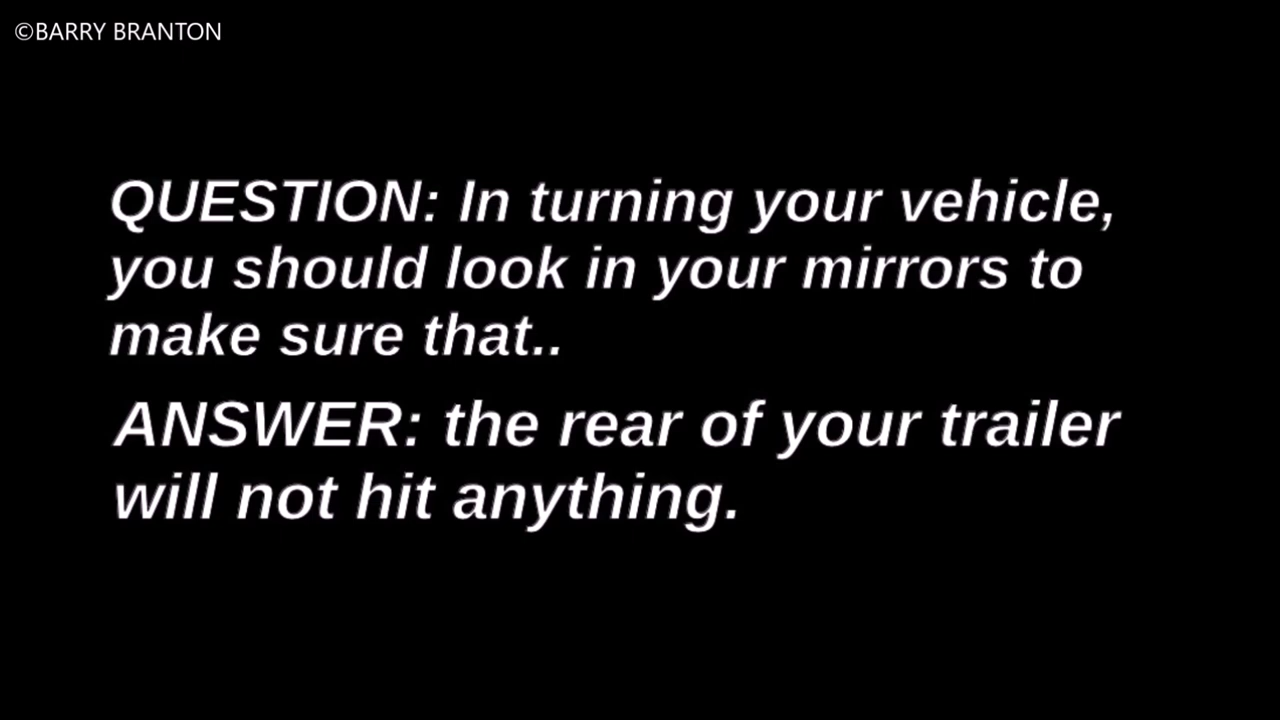 ©BARRY BRANTON
QUESTION: In turning your vehicle,
you should look in your mirrors to
make sure that..
ANSWER: the rear of your trailer
will not hit anything.